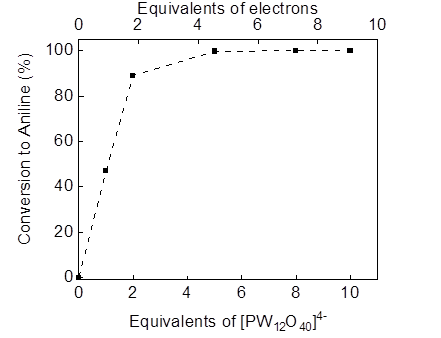 Equivalents of electrons
0 2 4 6 8 10
100
80
60
40
20
0
Conversion to Aniline (%)
0 2 4 6 8 10
Equivalents of [PW₁₂O₄₀]⁴⁻